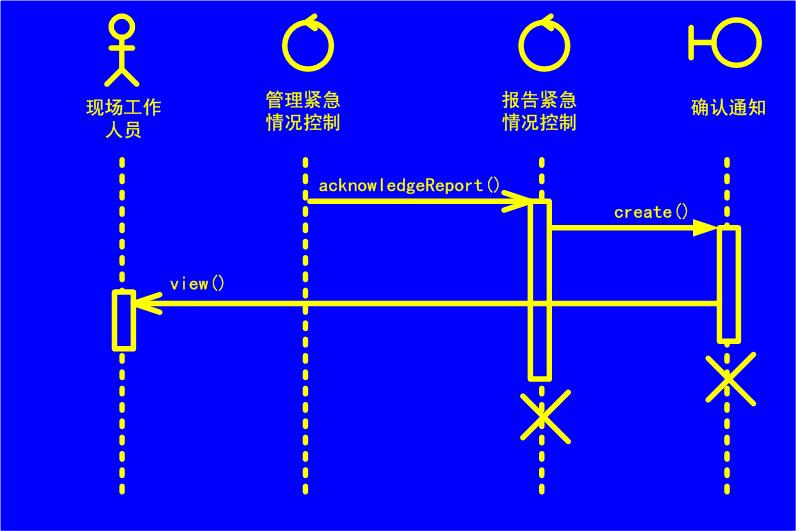 现场工作
人员
管理紧急
情况控制
报告紧急
情况控制
确认通知
acknowledgeReport()
create()
view()